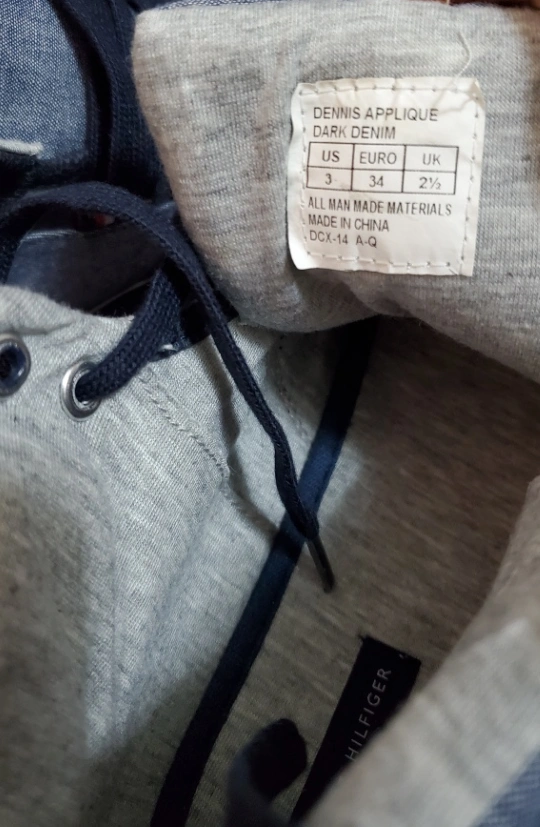 DENNIS APPLIQUE
DARK DENIM
US EURO UK
3 34 2½
ALL MAN MADE MATERIALS
MADE IN CHINA
DCX-14 A-Q
HILFIGER